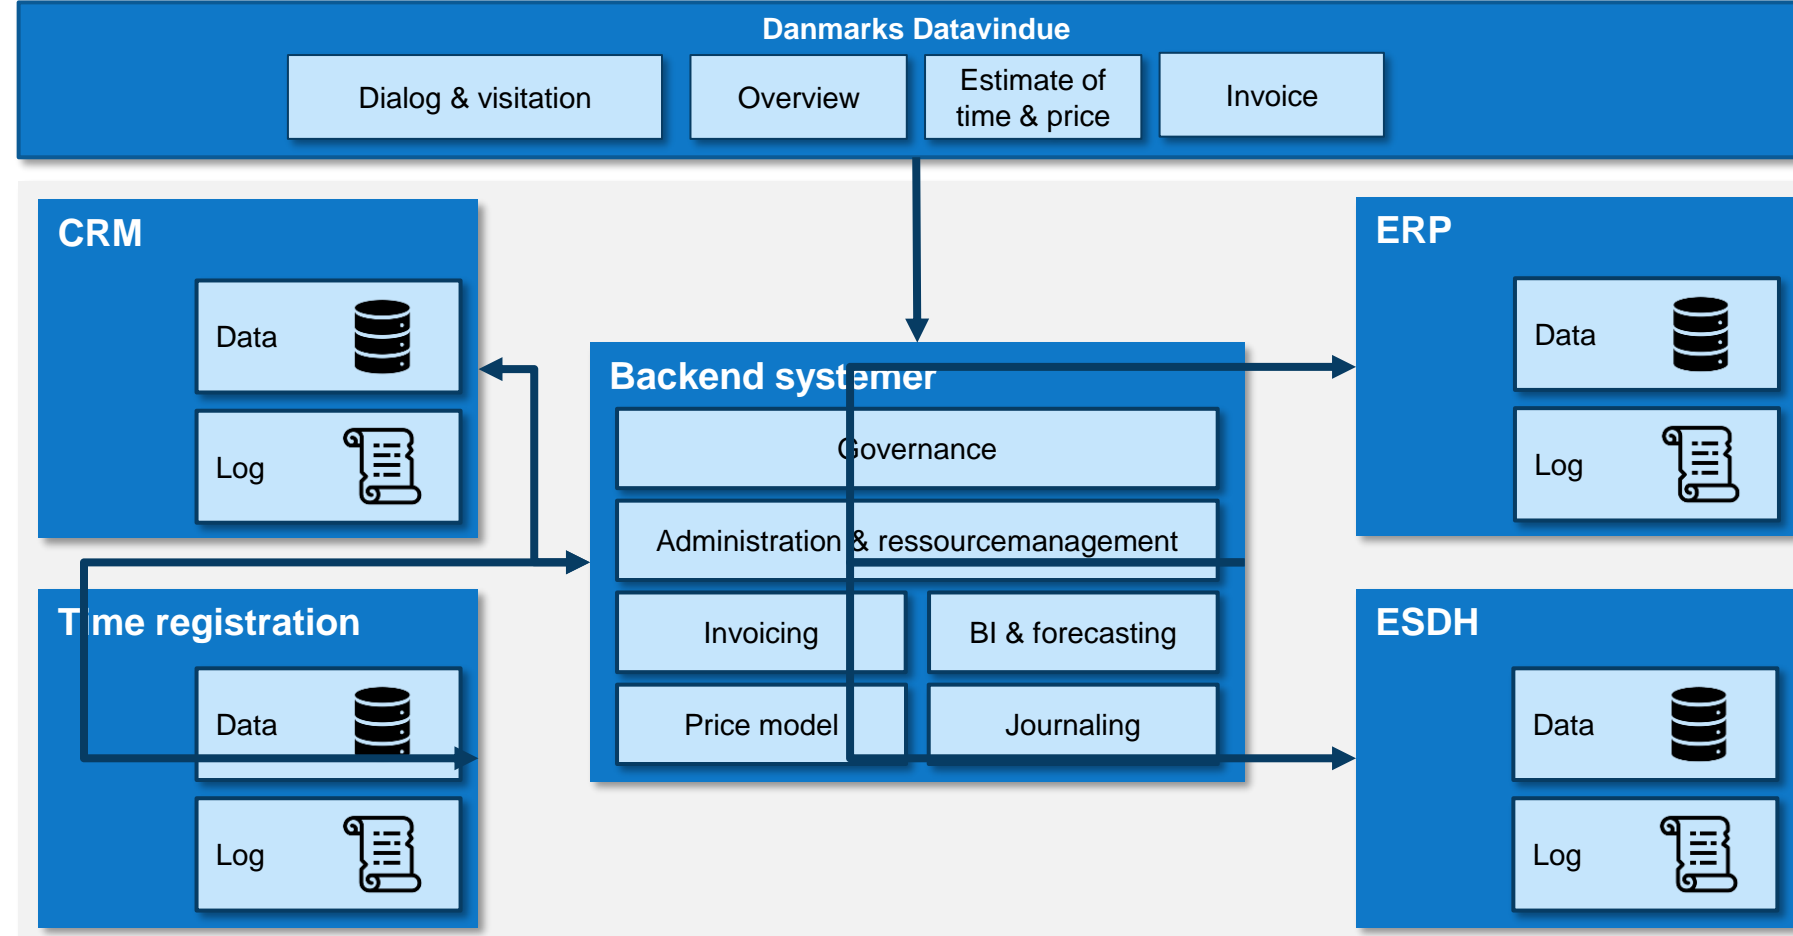 Danmarks Datavindue
Dialog & visitation
Overview
Estimate of
time & price
Invoice
CRM
Data
Log
ERP
Data
Log
Backend systemer
Governance
Administration & ressourcemanagement
Invoicing
BI & forecasting
Price model
Journaling
Time registration
Data
Log
ESDH
Data
Log